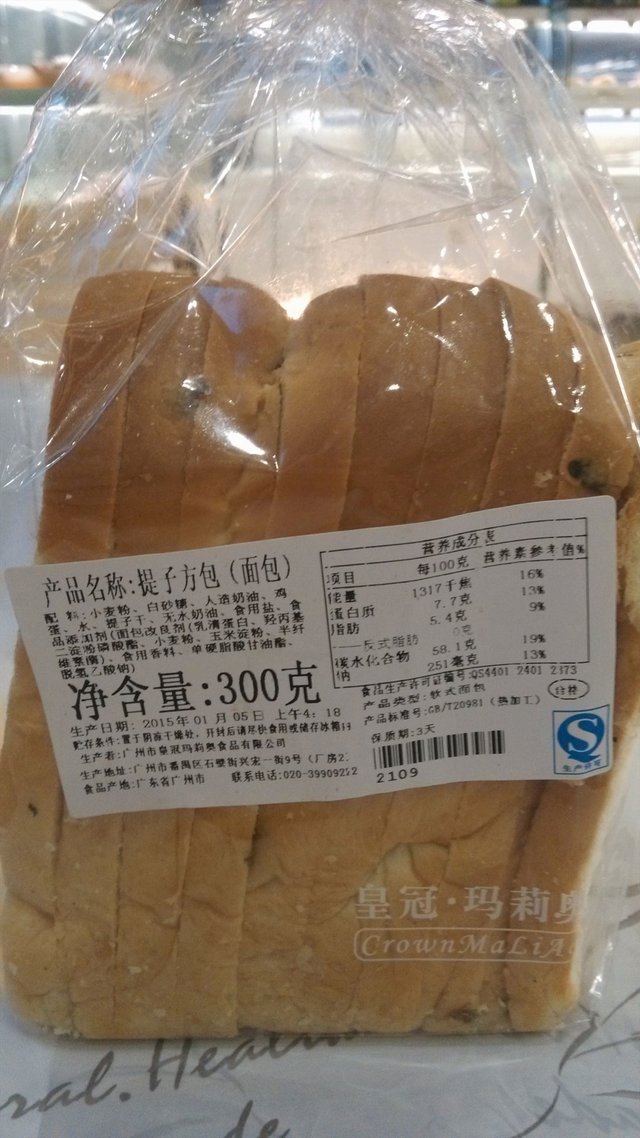 产品名称:提子方包(面包)
配 料:小麦粉、白砂糖、人造奶油、鸡
蛋、水、提子干、无水奶油、食用盐、食
品添加剂(面包改良剂(乳清蛋白、羟丙基
二淀粉磷酸酯、小麦粉、玉米淀粉、半纤
维素酶)、食用香料、单硬脂酸甘油酯、
脱氢乙酸钠)
净含量:300克
生产日期: 2015年01月05日 上午4: 18
贮存条件:置于阴凉干燥处,开封后请尽快食用或储存冰箱
生产者:广州市皇冠玛莉奥食品有限公司
生产地址:广州市番禺区石壁街兴宏一街9号(厂房2
食品产地:广东省广州市 联系电话:020-39909222
营养成分表
项目 每100克 营养素参考值%
能量 1317千焦 16%
蛋白质 7.7克 13%
脂肪 5.4克 9%
——反式脂肪 0克
碳水化合物 58.1克 19%
钠 251毫克 13%
食品生产许可证编号:QS4401 2401 2373
产品类型:软式面包 合格
产品标准号:GB/T20981(热加工)
保质期:3天
2109
S
生产许可
皇冠·玛莉奥
CrownMaLiA
ral.Heal
de